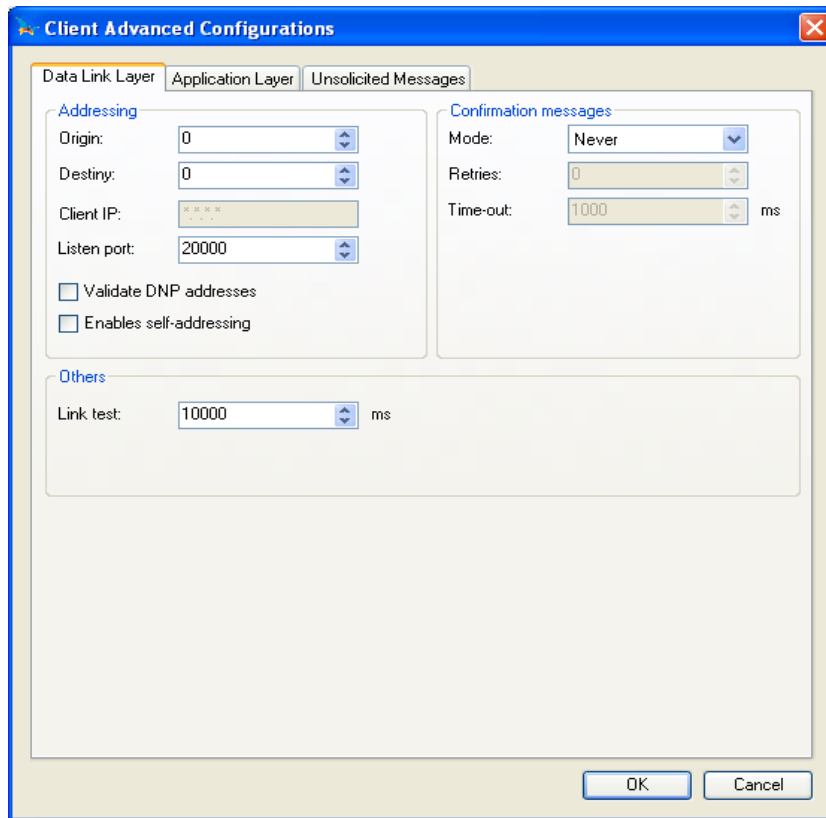 Client Advanced Configurations
Data Link Layer Application Layer Unsolicited Messages
Addressing
Origin: 0
Destiny: 0
Client IP: *.*.*.*
Listen port: 20000
Validate DNP addresses
Enables self-addressing
Confirmation messages
Mode: Never
Retries: 0
Time-out: 1000 ms
Others
Link test: 10000 ms
OK Cancel